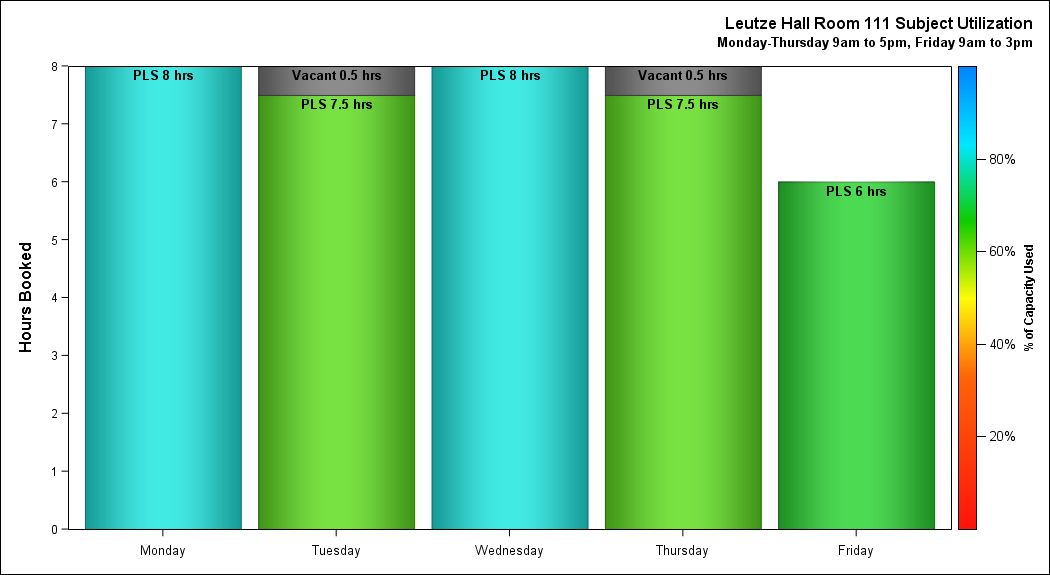 Leutze Hall Room 111 Subject Utilization
Monday-Thursday 9am to 5pm, Friday 9am to 3pm
Hours Booked
8
7
6
5
4
3
2
1
0
PLS 8 hrs
Vacant 0.5 hrs
PLS 7.5 hrs
PLS 8 hrs
Vacant 0.5 hrs
PLS 7.5 hrs
PLS 6 hrs
Monday
Tuesday
Wednesday
Thursday
Friday
80%
60%
40%
20%
% of Capacity Used